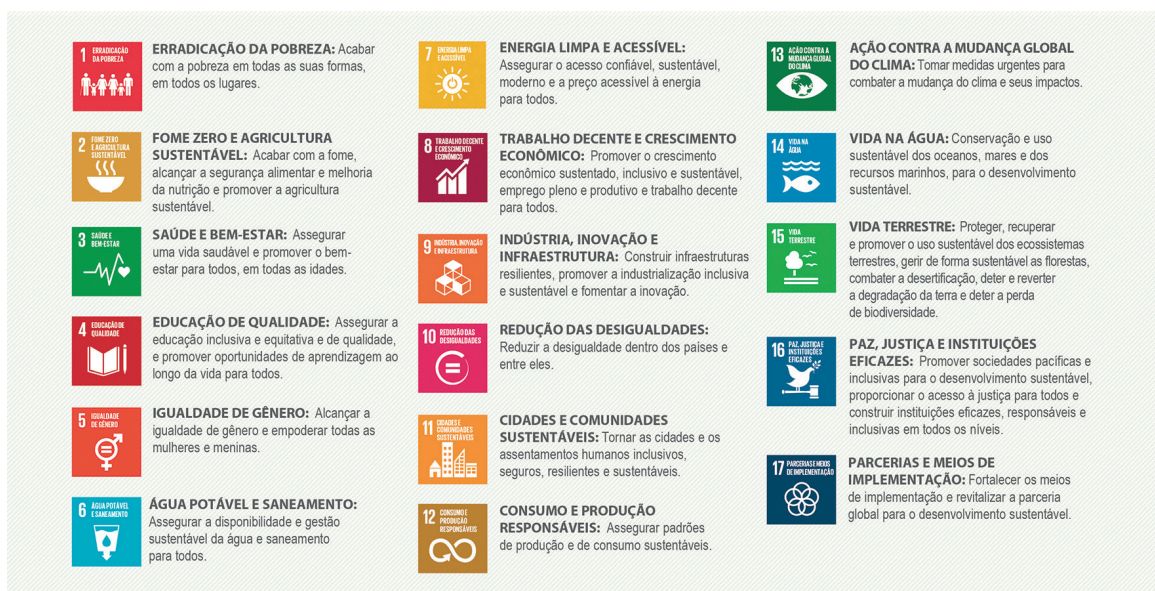 1 ERRADICAÇÃO
DA POBREZA
ERRADICAÇÃO DA POBREZA: Acabar
com a pobreza em todas as suas formas,
em todos os lugares.
2 FOME ZERO
E AGRICULTURA
SUSTENTÁVEL
FOME ZERO E AGRICULTURA
SUSTENTÁVEL: Acabar com a fome,
alcançar a segurança alimentar e melhoria
da nutrição e promover a agricultura
sustentável.
3 SAÚDE E
BEM-ESTAR
SAÚDE E BEM-ESTAR: Assegurar
uma vida saudável e promover o bem-
estar para todos, em todas as idades.
4 EDUCAÇÃO DE
QUALIDADE
EDUCAÇÃO DE QUALIDADE: Assegurar a
educação inclusiva e equitativa e de qualidade,
e promover oportunidades de aprendizagem ao
longo da vida para todos.
5 IGUALDADE
DE GÊNERO
IGUALDADE DE GÊNERO: Alcançar a
igualdade de gênero e empoderar todas as
mulheres e meninas.
6 ÁGUA POTÁVEL
E SANEAMENTO
ÁGUA POTÁVEL E SANEAMENTO:
Assegurar a disponibilidade e gestão
sustentável da água e saneamento
para todos.
7 ENERGIA LIMPA
E ACESSÍVEL
ENERGIA LIMPA E ACESSÍVEL:
Assegurar o acesso confiável, sustentável,
moderno e a preço acessível à energia
para todos.
8 TRABALHO DECENTE
E CRESCIMENTO
ECONÔMICO
TRABALHO DECENTE E CRESCIMENTO
ECONÔMICO: Promover o crescimento
econômico sustentado, inclusivo e sustentável,
emprego pleno e produtivo e trabalho decente
para todos.
9 INDÚSTRIA, INOVAÇÃO
E INFRAESTRUTURA
INDÚSTRIA, INOVAÇÃO E
INFRAESTRUTURA: Construir infraestruturas
resilientes, promover a industrialização inclusiva
e sustentável e fomentar a inovação.
10 REDUÇÃO DAS
DESIGUALDADES
REDUÇÃO DAS DESIGUALDADES:
Reduzir a desigualdade dentro dos países e
entre eles.
11 CIDADES E
COMUNIDADES
SUSTENTÁVEIS
CIDADES E COMUNIDADES
SUSTENTÁVEIS: Tornar as cidades e os
assentamentos humanos inclusivos,
seguros, resilientes e sustentáveis.
12 CONSUMO E
PRODUÇÃO
RESPONSÁVEIS
CONSUMO E PRODUÇÃO
RESPONSÁVEIS: Assegurar padrões
de produção e de consumo sustentáveis.
13 AÇÃO CONTRA A
MUDANÇA GLOBAL
DO CLIMA
AÇÃO CONTRA A MUDANÇA GLOBAL
DO CLIMA: Tomar medidas urgentes para
combater a mudança do clima e seus impactos.
14 VIDA NA
ÁGUA
VIDA NA ÁGUA: Conservação e uso
sustentável dos oceanos, mares e dos
recursos marinhos, para o desenvolvimento
sustentável.
15 VIDA
TERRESTRE
VIDA TERRESTRE: Proteger, recuperar
e promover o uso sustentável dos ecossistemas
terrestres, gerir de forma sustentável as florestas,
combater a desertificação, deter e reverter
a degradação da terra e deter a perda
de biodiversidade.
16 PAZ, JUSTIÇA E
INSTITUIÇÕES
EFICAZES
PAZ, JUSTIÇA E INSTITUIÇÕES
EFICAZES: Promover sociedades pacíficas e
inclusivas para o desenvolvimento sustentável,
proporcionar o acesso à justiça para todos e
construir instituições eficazes, responsáveis e
inclusivas em todos os níveis.
17 PARCERIAS E MEIOS
DE IMPLEMENTAÇÃO
PARCERIAS E MEIOS DE
IMPLEMENTAÇÃO: Fortalecer os meios
de implementação e revitalizar a parceria
global para o desenvolvimento sustentável.